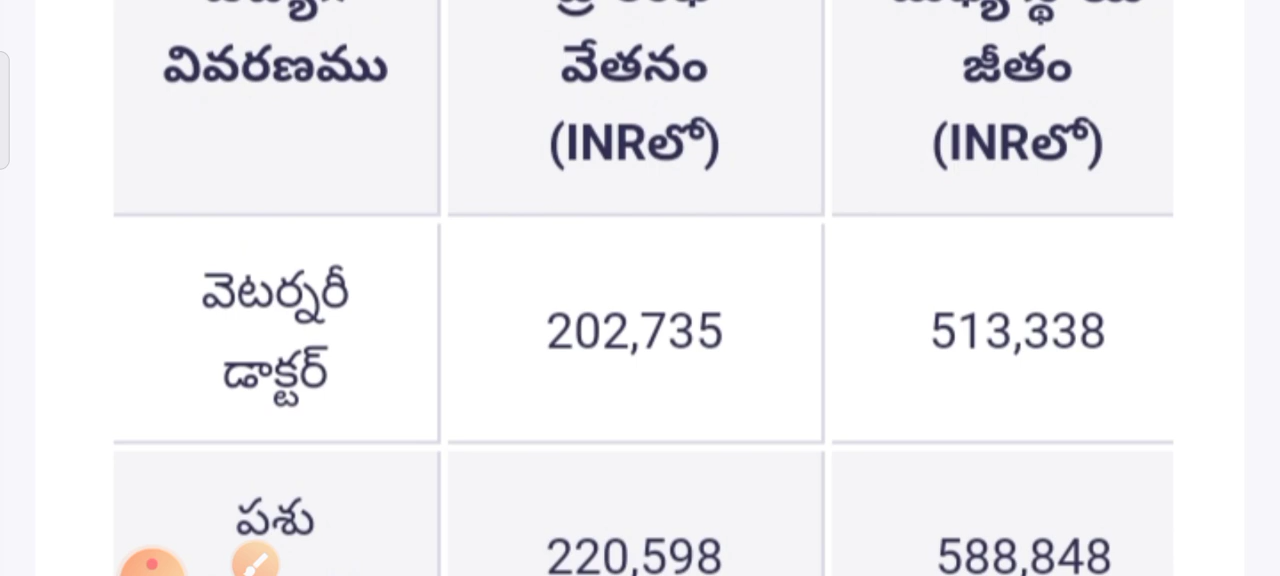 వివరణము
వేతనం
జీతం
(INRలో)
(INRలో)
వెటర్నరీ
డాక్టర్
202,735
513,338
పశు
220,598
588,848